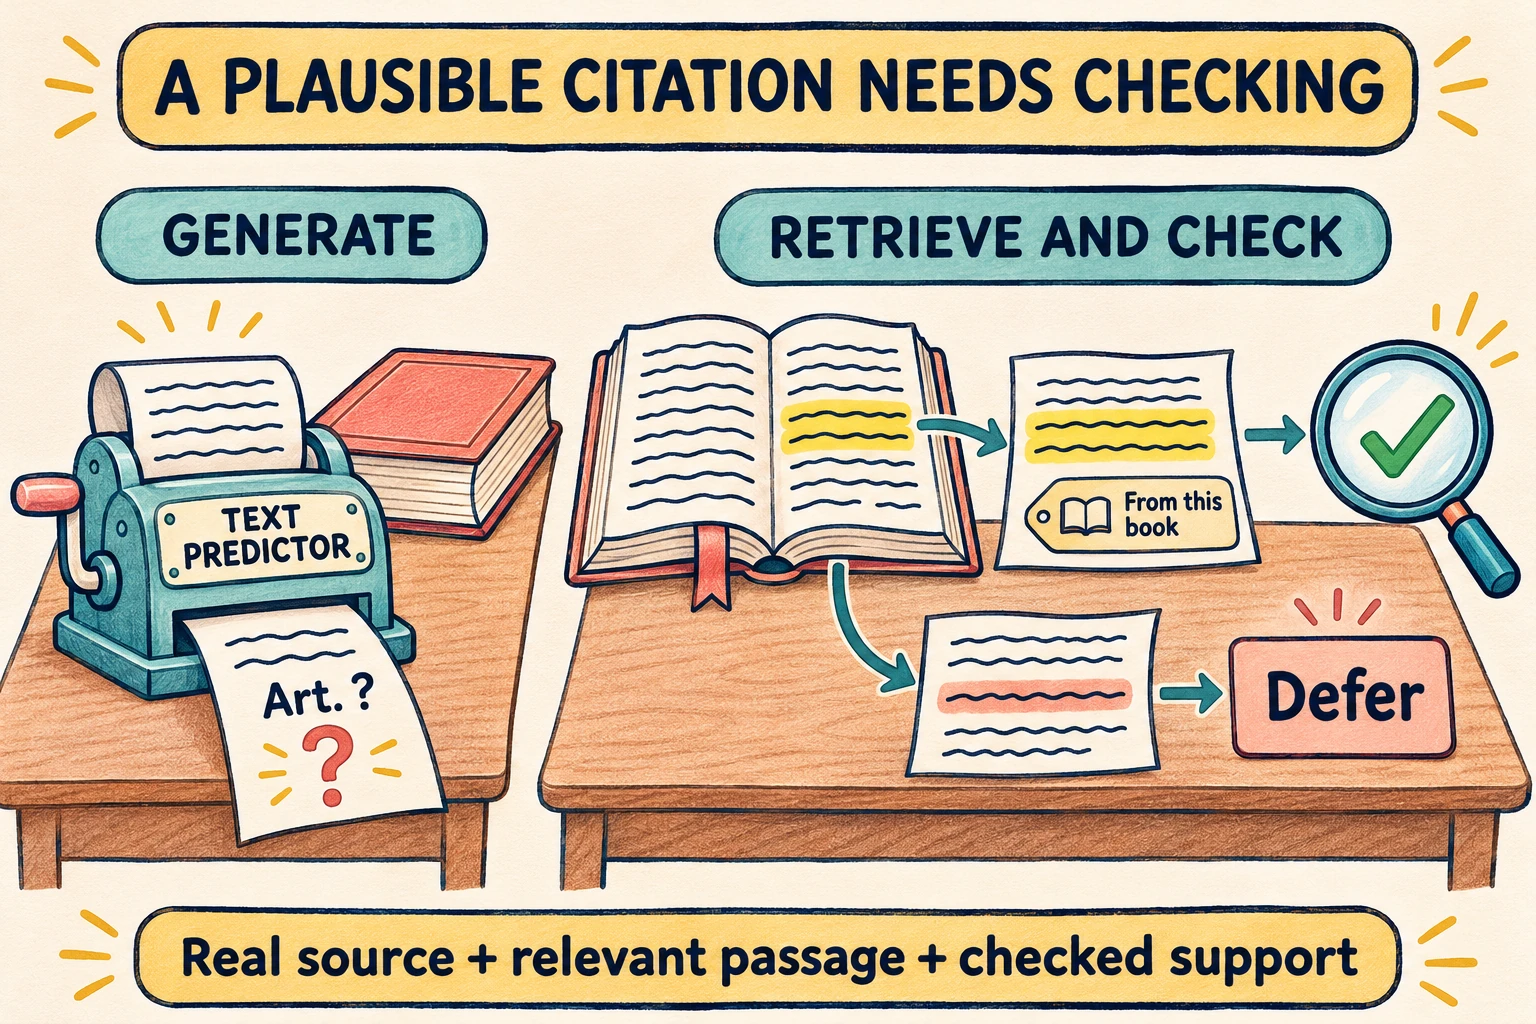 A PLAUSIBLE CITATION NEEDS CHECKING
GENERATE
RETRIEVE AND CHECK
TEXT
PREDICTOR
Art. ?
?
From this
book
Defer
Real source + relevant passage + checked support